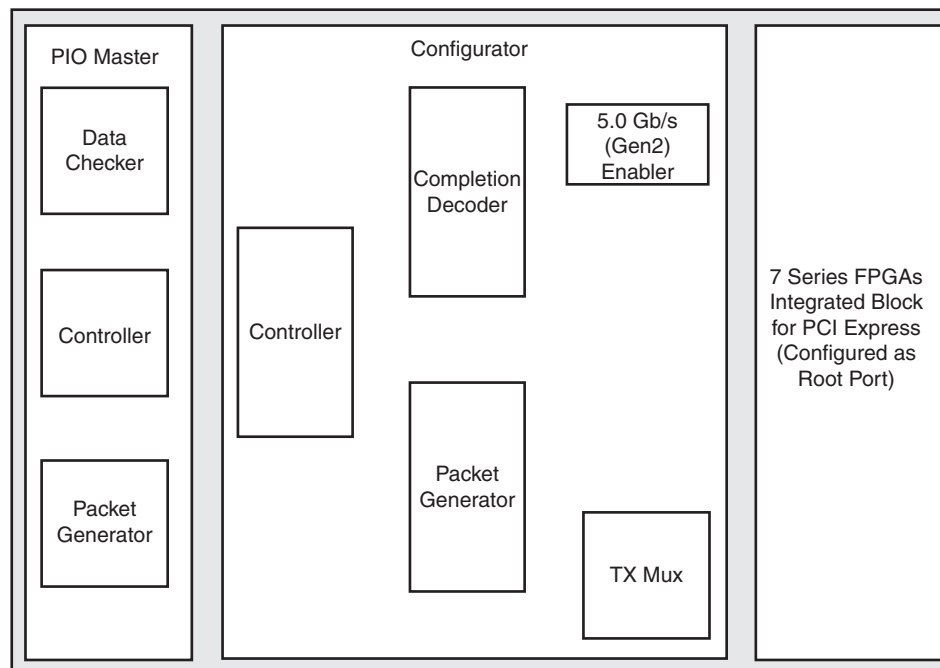 PIO Master
Data
Checker
Controller
Packet
Generator
Configurator
Controller
Completion
Decoder
Packet
Generator
5.0 Gb/s
(Gen2)
Enabler
TX Mux
7 Series FPGAs
Integrated Block
for PCI Express
(Configured as
Root Port)